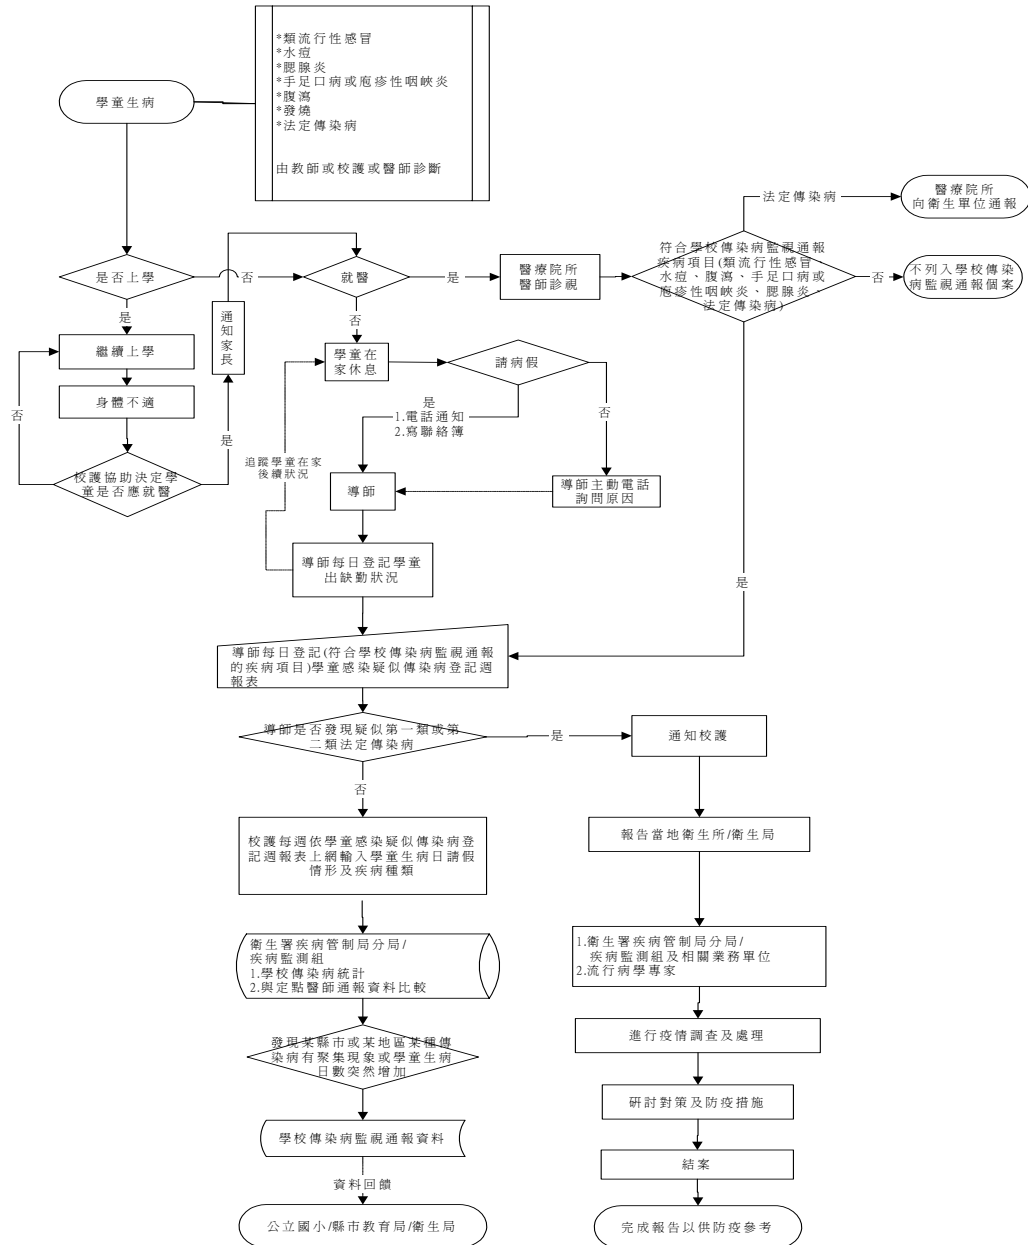 *類流行性感冒
*水痘
*腮腺炎
*手足口病或庖疹性咽峽炎
*腹瀉
*發燒
*法定傳染病
由教師或校護或醫師診斷
學童生病
法定傳染病
醫療院所
向衛生單位通報
是否上學
否
就醫
是
醫療院所
醫師診視
符合學校傳染病監視通報
疾病項目(類流行性感冒
水痘、腹瀉、手足口病或
庖疹性咽峽炎、腮腺炎、
法定傳染病)
否
不列入學校傳染
病監視通報個案
是
通知家長
否
繼續上學
學童在
家休息
請病假
身體不適
否
是
是
1.電話通知
2.寫聯絡簿
否
校護協助決定學
童是否應就醫
追蹤學童在家
後續狀況
導師
導師主動電話
詢問原因
導師每日登記學童
出缺勤狀況
是
導師每日登記(符合學校傳染病監視通報
的疾病項目)學童感染疑似傳染病登記週
報表
導師是否發現疑似第一類或第
二類法定傳染病
是
通知校護
否
校護每週依學童感染疑似傳染病登
記週報表上網輸入學童生病日請假
情形及疾病種類
報告當地衛生所/衛生局
衛生署疾病管制局分局/
疾病監測組
1.學校傳染病統計
2.與定點醫師通報資料比較
1.衛生署疾病管制局分局/
疾病監測組及相關業務單位
2.流行病學專家
發現某縣市或某地區某種傳
染病有聚集現象或學童生病
日數突然增加
進行疫情調查及處理
研討對策及防疫措施
學校傳染病監視通報資料
結案
資料回饋
公立國小/縣市教育局/衛生局
完成報告以供防疫參考